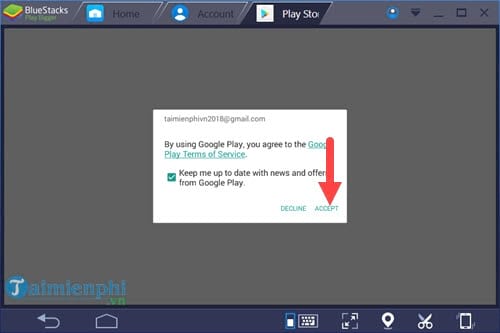 BlueStacks
Play Bigger
Home
Account
Play Sto
taimienphivn2018@gmail.com
By using Google Play, you agree to the Goog
Play Terms of Service.
Keep me up to date with news and offer
from Google Play.
DECLINE ACCEPT
Taimienphi
.vn